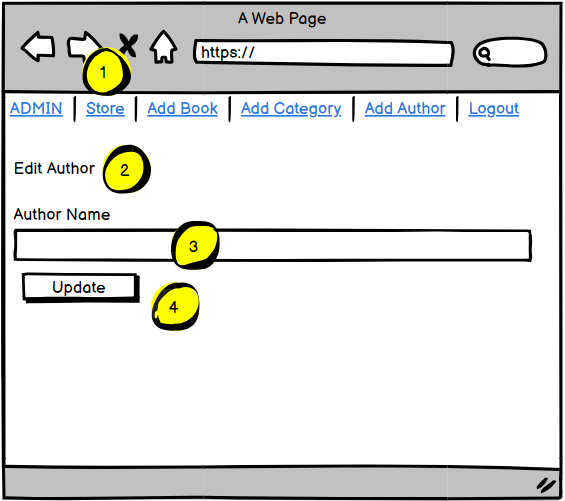 A Web Page
https://
1
ADMIN Store Add Book Add Category Add Author Logout
Edit Author 2
Author Name
3
Update
4